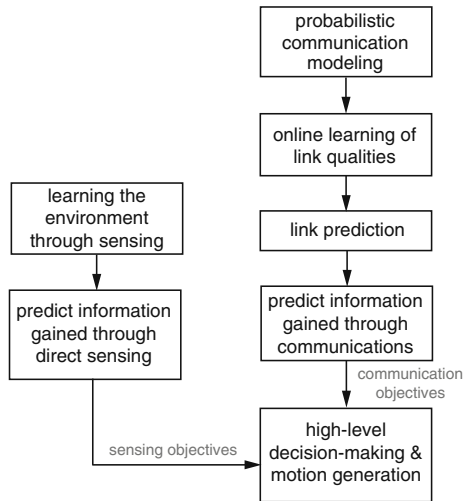 probabilistic
communication
modeling
online learning of
link qualities
learning the
environment
through sensing
link prediction
predict information
gained through
direct sensing
predict information
gained through
communications
communication
objectives
sensing objectives
high-level
decision-making &
motion generation